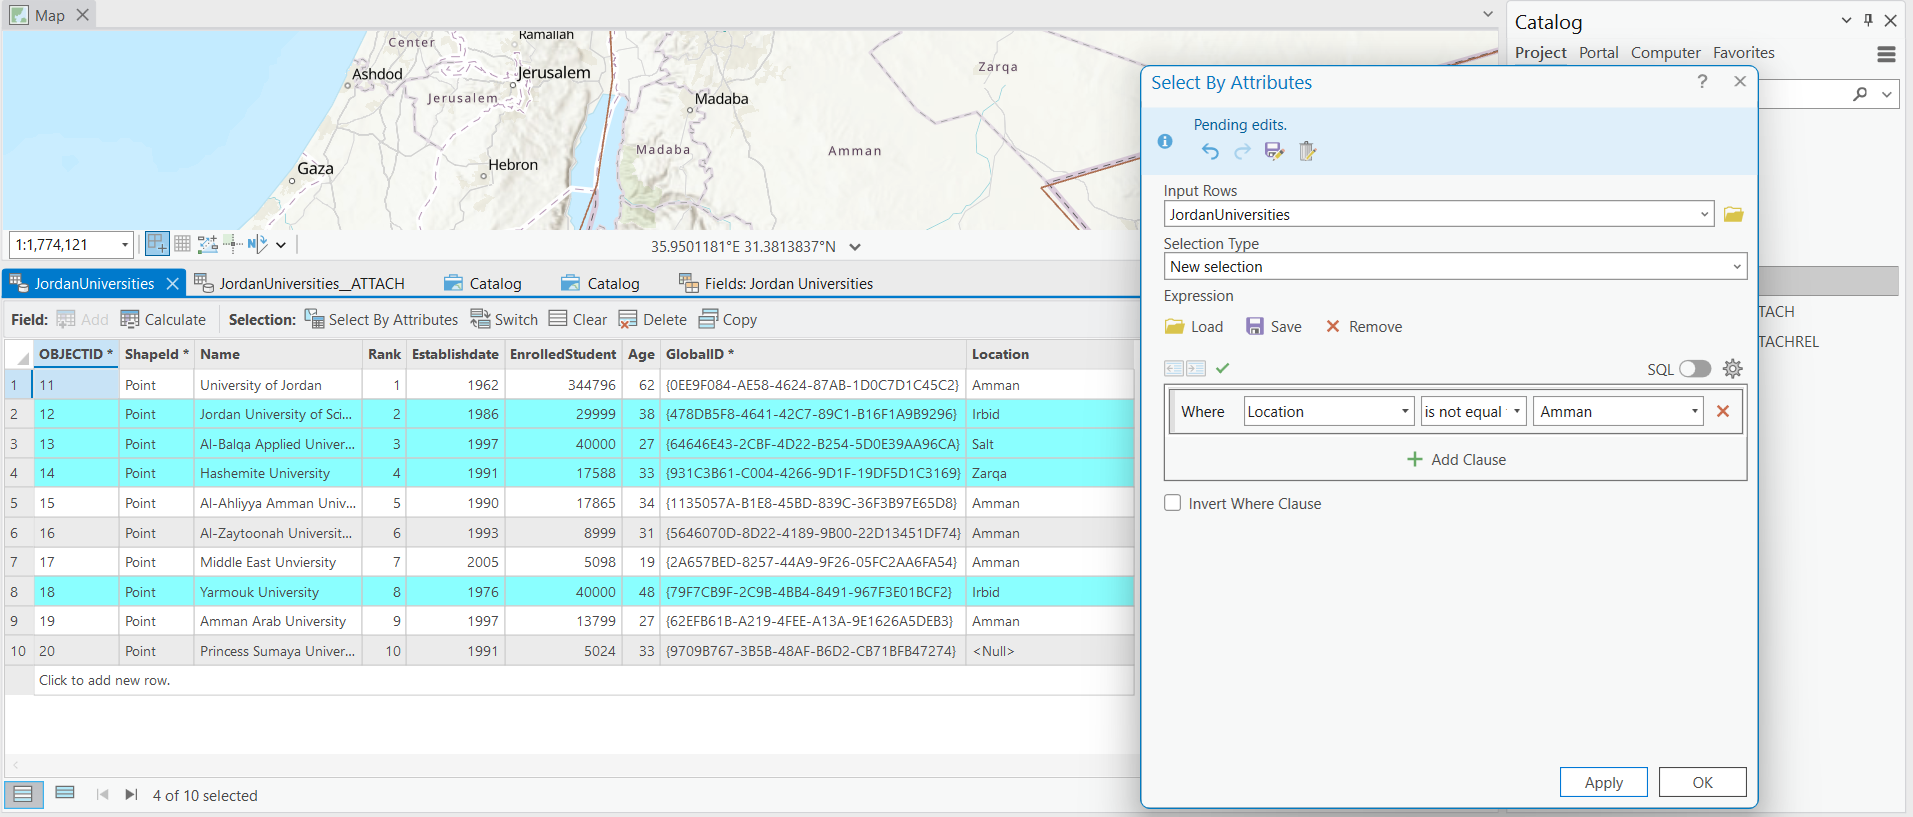 Map
Center
Ramallah
Ashdod
Jerusalem
Jerusalem
Madaba
Zarqa
Madaba
Amman
Hebron
Gaza
1:1,774,121
35.9501181°E 31.3813837°N
JordanUniversities
JordanUniversities__ATTACH
Catalog
Catalog
Fields: Jordan Universities
Field: Add Calculate Selection: Select By Attributes Switch Clear Delete Copy
OBJECTID * ShapeId * Name Rank Establishdate EnrolledStudent Age GlobalID * Location
1 11 Point University of Jordan 1 1962 344796 62 {0EE9F084-AE58-4624-87AB-1D0C7D1C45C2} Amman
2 12 Point Jordan University of Sci... 2 1986 29999 38 {478DB5F8-4641-42C7-89C1-B16F1A9B9296} Irbid
3 13 Point Al-Balqa Applied Univer... 3 1997 40000 27 {64646E43-2CBF-4D22-B254-5D0E39AA96CA} Salt
4 14 Point Hashemite University 4 1991 17588 33 {931C3B61-C004-4266-9D1F-19DF5D1C3169} Zarqa
5 15 Point Al-Ahliyya Amman Univ... 5 1990 17865 34 {1135057A-B1E8-45BD-839C-36F3B97E65D8} Amman
6 16 Point Al-Zaytoonah Universit... 6 1993 8999 31 {5646070D-8D22-4189-9B00-22D13451DF74} Amman
7 17 Point Middle East Unviersity 7 2005 5098 19 {2A657BED-8257-44A9-9F26-05FC2AA6FA54} Amman
8 18 Point Yarmouk University 8 1976 40000 48 {79F7CB9F-2C9B-4BB4-8491-967F3E01BCF2} Irbid
9 19 Point Amman Arab University 9 1997 13799 27 {62EFB61B-A219-4FEE-A13A-9E1626A5DEB3} Amman
10 20 Point Princess Sumaya Univer... 10 1991 5024 33 {9709B767-3B5B-48AF-B6D2-CB71BFB47274} <Null>
Click to add new row.
4 of 10 selected
Catalog
Project Portal Computer Favorites
TACH
TACHREL
Select By Attributes ?
Pending edits.
Input Rows
JordanUniversities
Selection Type
New selection
Expression
Load Save Remove
SQL
Where Location is not equal Amman
Add Clause
Invert Where Clause
Apply OK